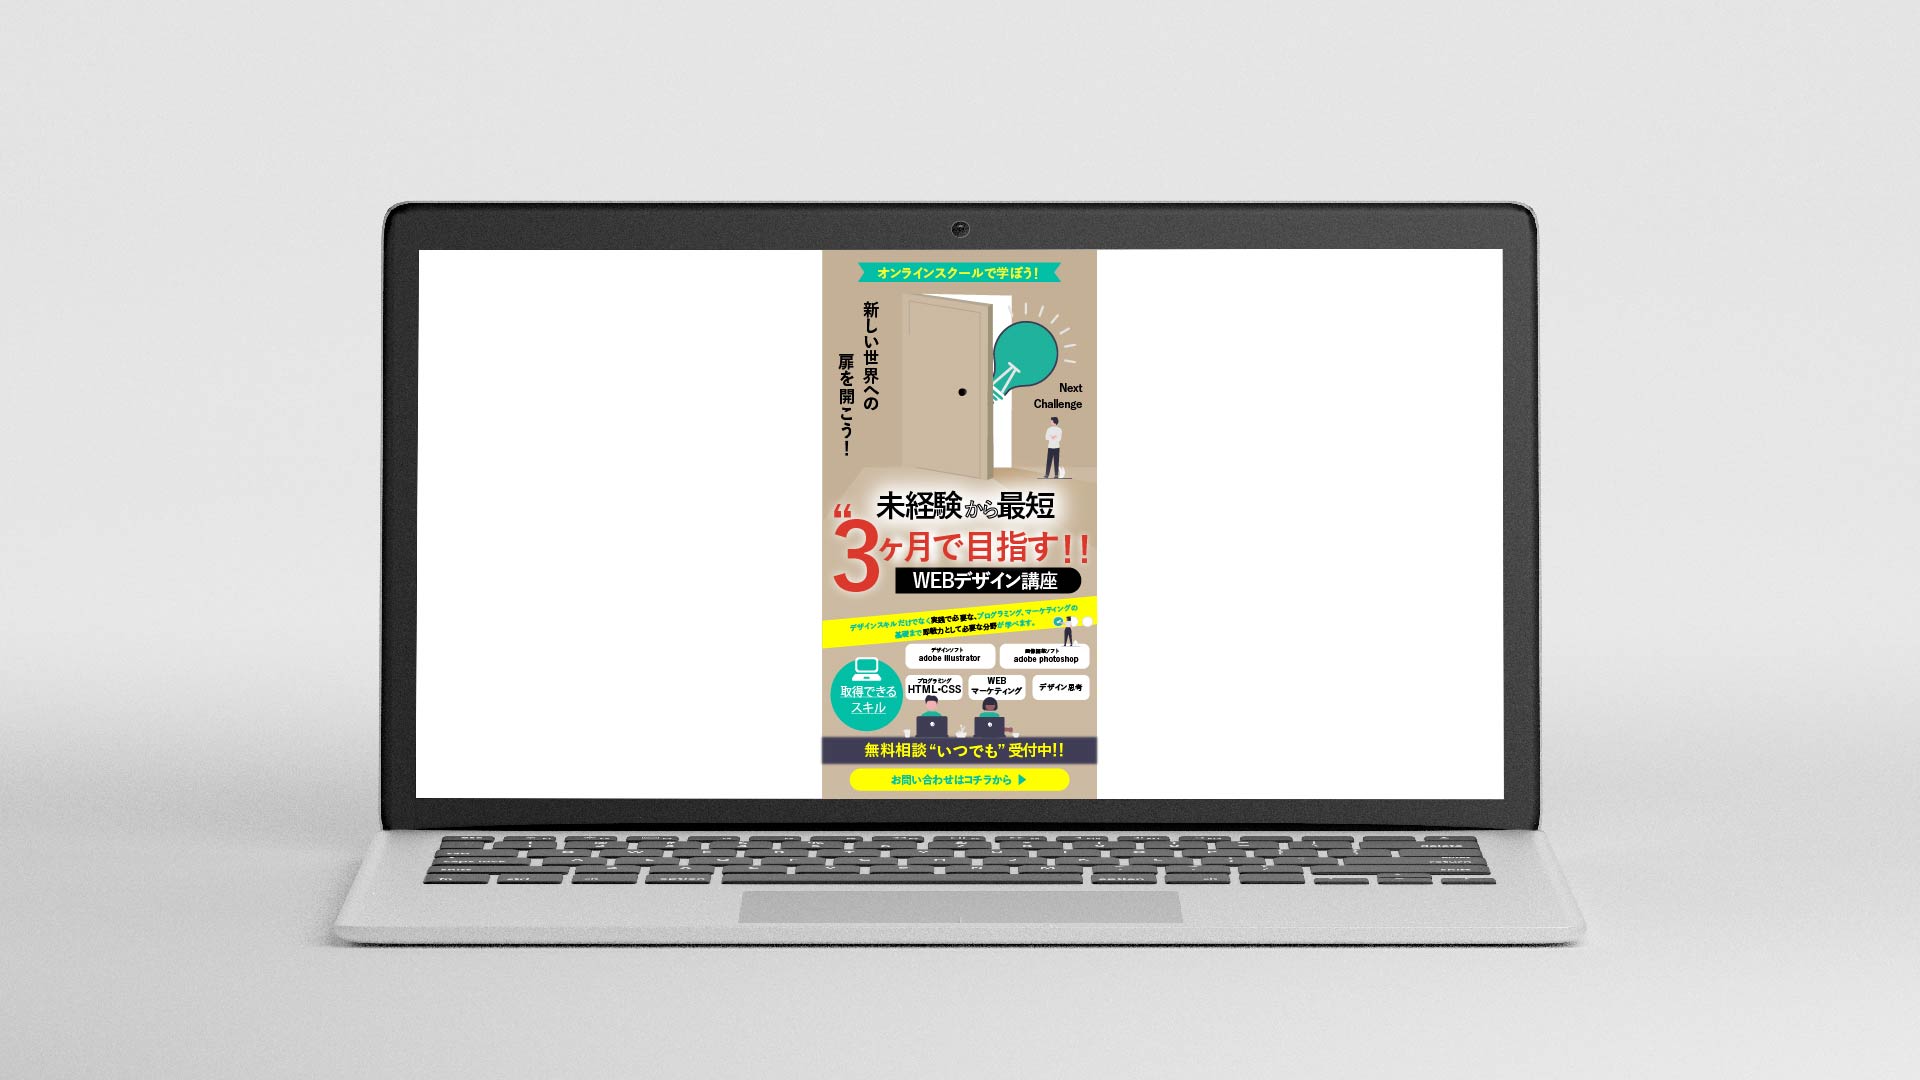 オンラインスクールで学ぼう!
新しい世界への
扉を開こう!
Next
Challenge
未経験から最短
“3ヶ月で目指す!!
WEBデザイン講座
デザインスキルだけでなく実践で必要な、プログラミング、マーケティングの
基礎まで即戦力として必要な分野が学べます。
デザインソフト
adobe illustrator
adobe photoshop
取得できる
スキル
プログラミング
HTML・CSS
WEB
マーケティング
デザイン思考
無料相談“いつでも”受付中!!
お問い合わせはコチラから ▶